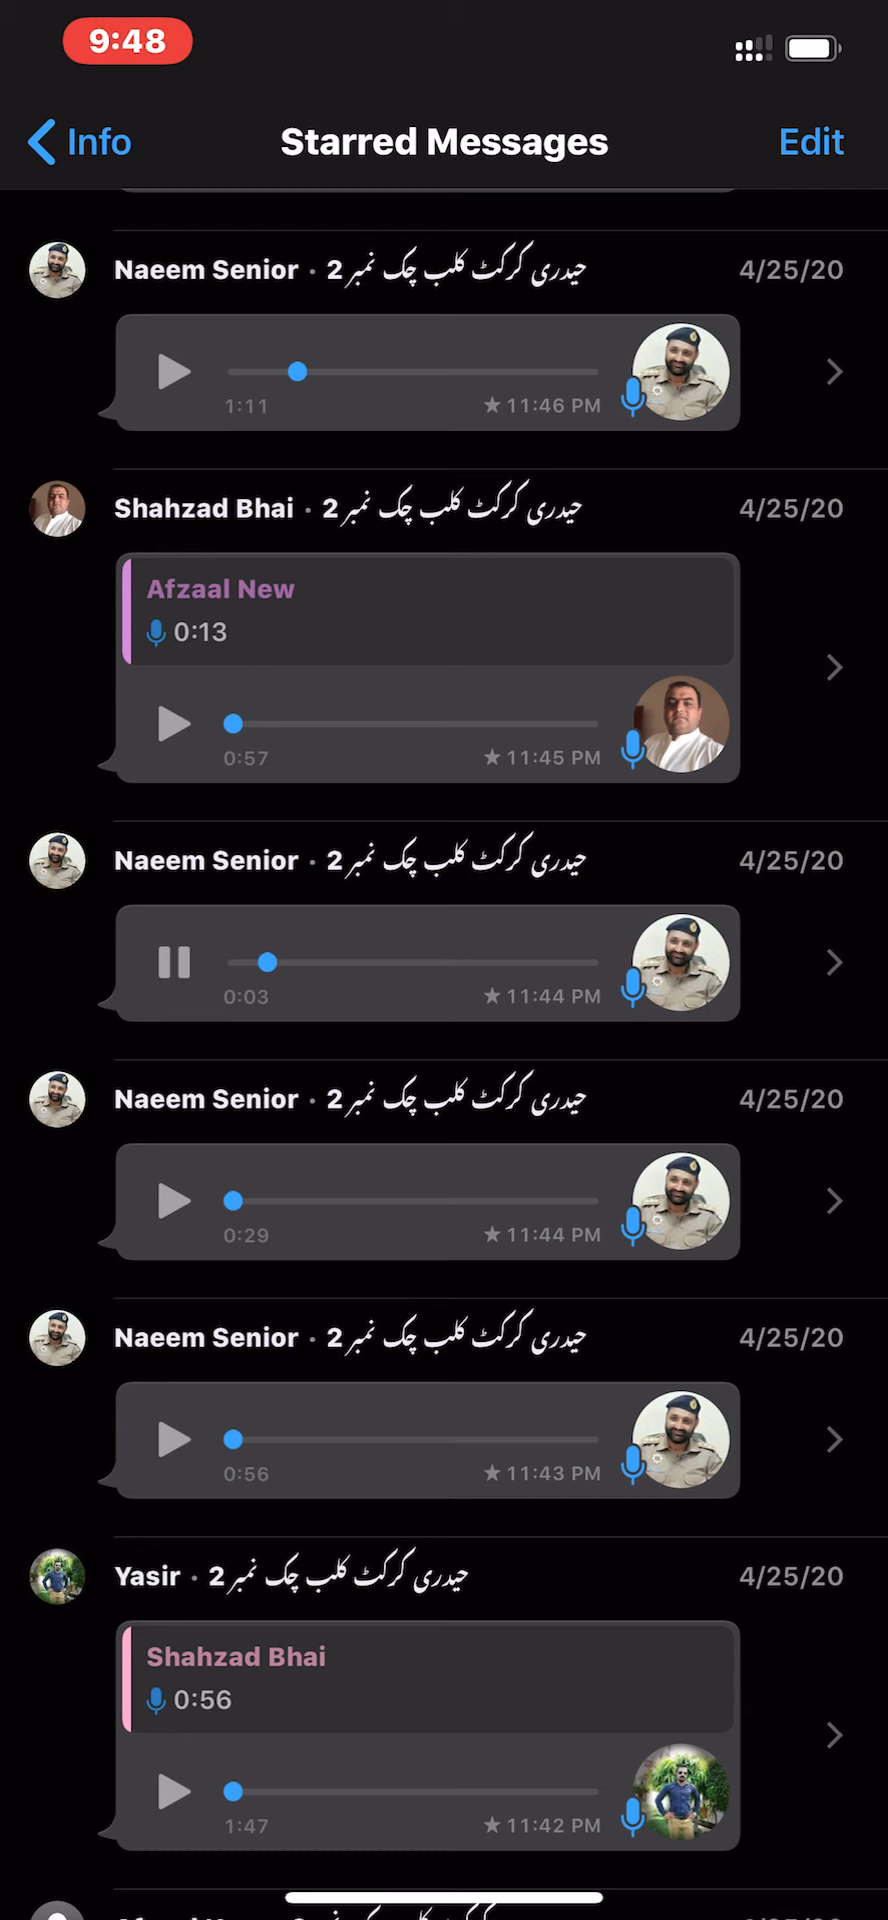 9:48
Info
Starred Messages
Edit
Naeem Senior · حیدری کرکٹ کلب چک نمبر 2
4/25/20
1:11
11:46 PM
Shahzad Bhai · حیدری کرکٹ کلب چک نمبر 2
4/25/20
Afzaal New
0:13
0:57
11:45 PM
Naeem Senior · حیدری کرکٹ کلب چک نمبر 2
4/25/20
0:03
11:44 PM
Naeem Senior · حیدری کرکٹ کلب چک نمبر 2
4/25/20
0:29
11:44 PM
Naeem Senior · حیدری کرکٹ کلب چک نمبر 2
4/25/20
0:56
11:43 PM
Yasir · حیدری کرکٹ کلب چک نمبر 2
4/25/20
Shahzad Bhai
0:56
1:47
11:42 PM